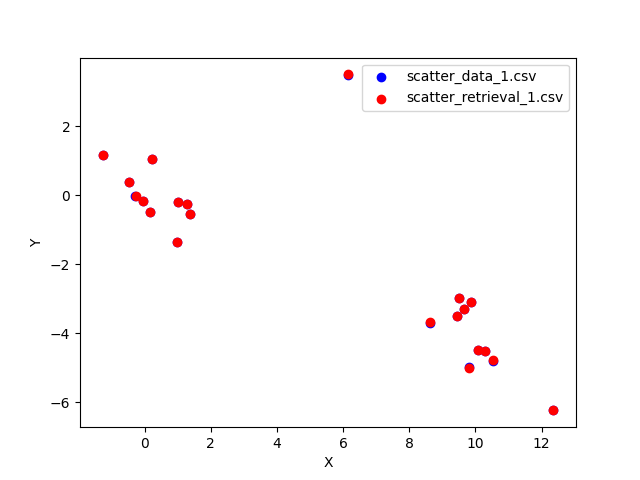 scatter_data_1.csv
scatter_retrieval_1.csv
2
0
−2
−4
−6
Y
0 2 4 6 8 10 12
X